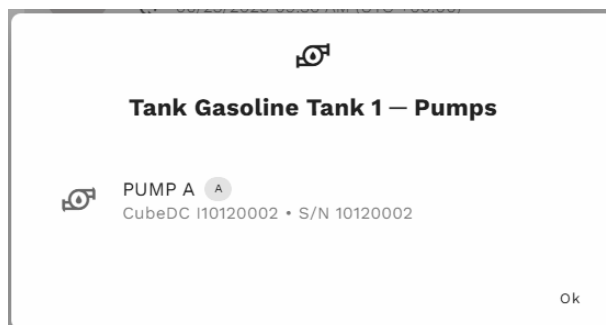 Tank Gasoline Tank 1 — Pumps
PUMP A A
CubeDC I10120002 • S/N 10120002
Ok